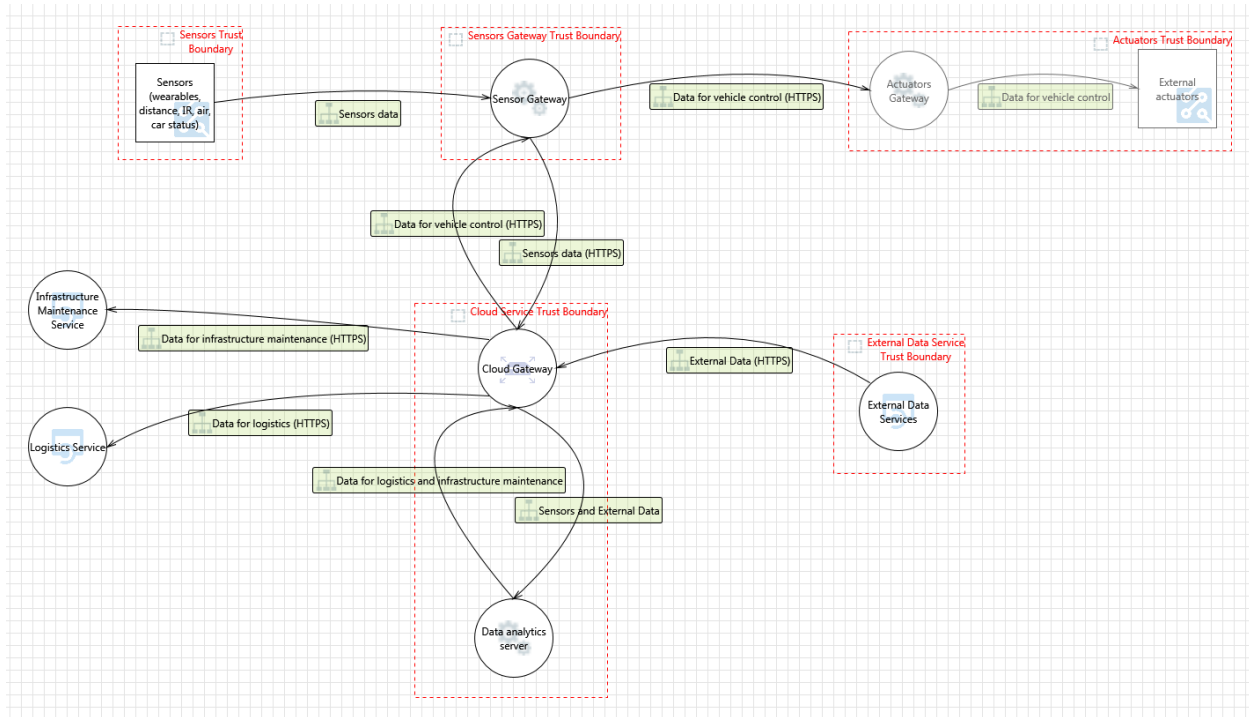 Sensors Trust
Boundary
Sensors
(wearables,
distance, IR, air,
car status)
Sensors data
Sensors Gateway Trust Boundary
Sensor Gateway
Data for vehicle control (HTTPS)
Actuators Trust Boundary
Actuators
Gateway
Data for vehicle control
External
actuators
Data for vehicle control (HTTPS)
Sensors data (HTTPS)
Infrastructure
Maintenance
Service
Data for infrastructure maintenance (HTTPS)
Cloud Service Trust Boundary
Cloud Gateway
External Data (HTTPS)
External Data Service
Trust Boundary
External Data
Services
Logistics Service
Data for logistics (HTTPS)
Data for logistics and infrastructure maintenance
Sensors and External Data
Data analytics
server